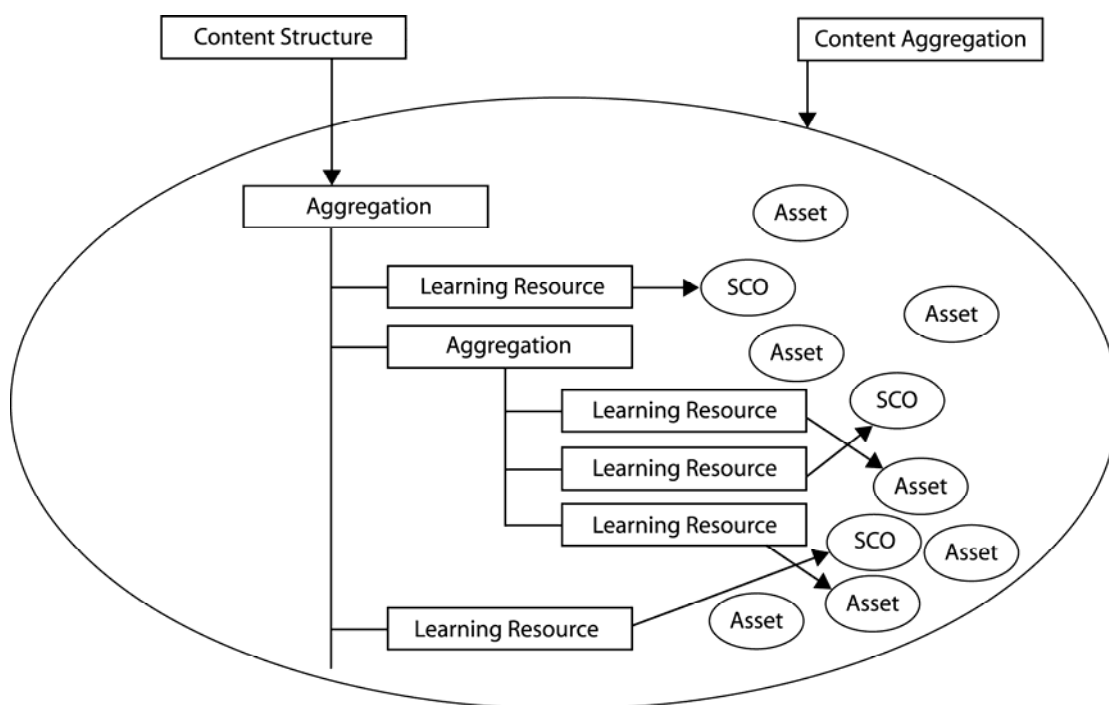 Content Structure
Content Aggregation
Aggregation
Asset
Learning Resource
SCO
Asset
Aggregation
Asset
SCO
Learning Resource
Learning Resource
Asset
Learning Resource
SCO
Asset
Asset
Learning Resource
Asset